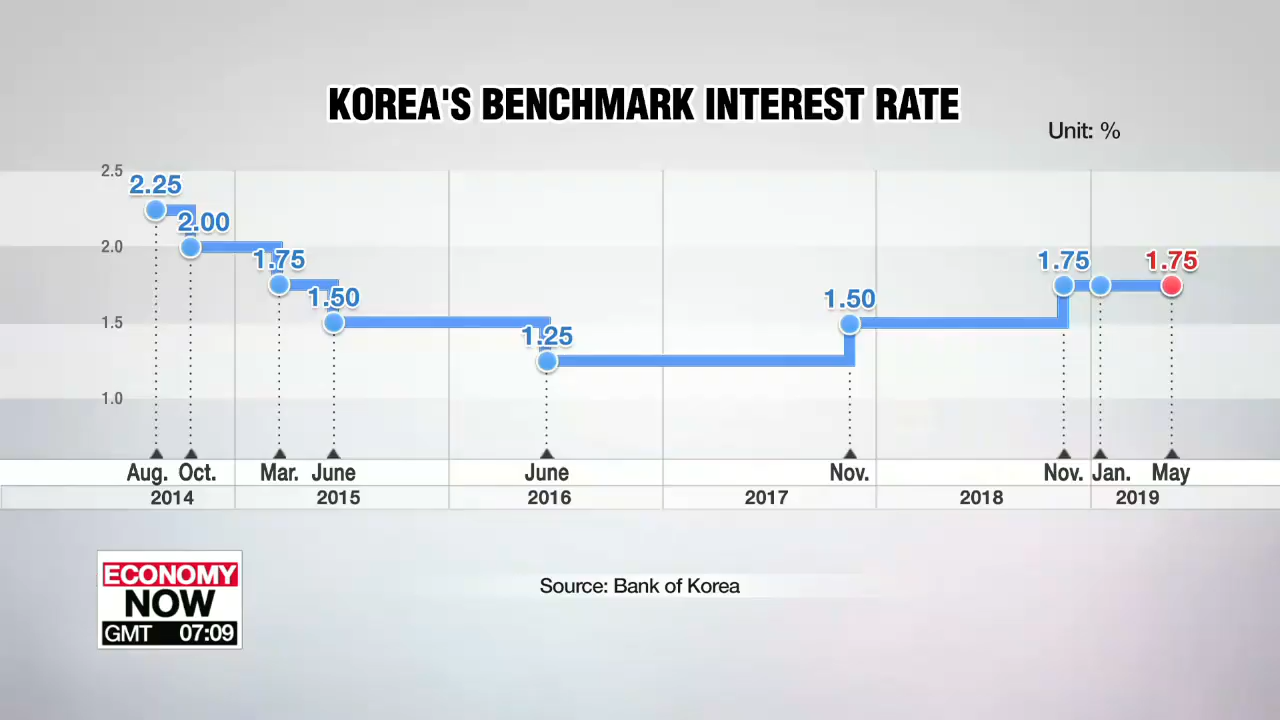 KOREA'S BENCHMARK INTEREST RATE
Unit: %
2.5
2.0
1.5
1.0
2.25
2.00
1.75
1.50
1.25
1.50
1.75
1.75
Aug. Oct. Mar. June June Nov. Nov. Jan. May
2014 2015 2016 2017 2018 2019
Source: Bank of Korea
ECONOMY
NOW
GMT 07:09